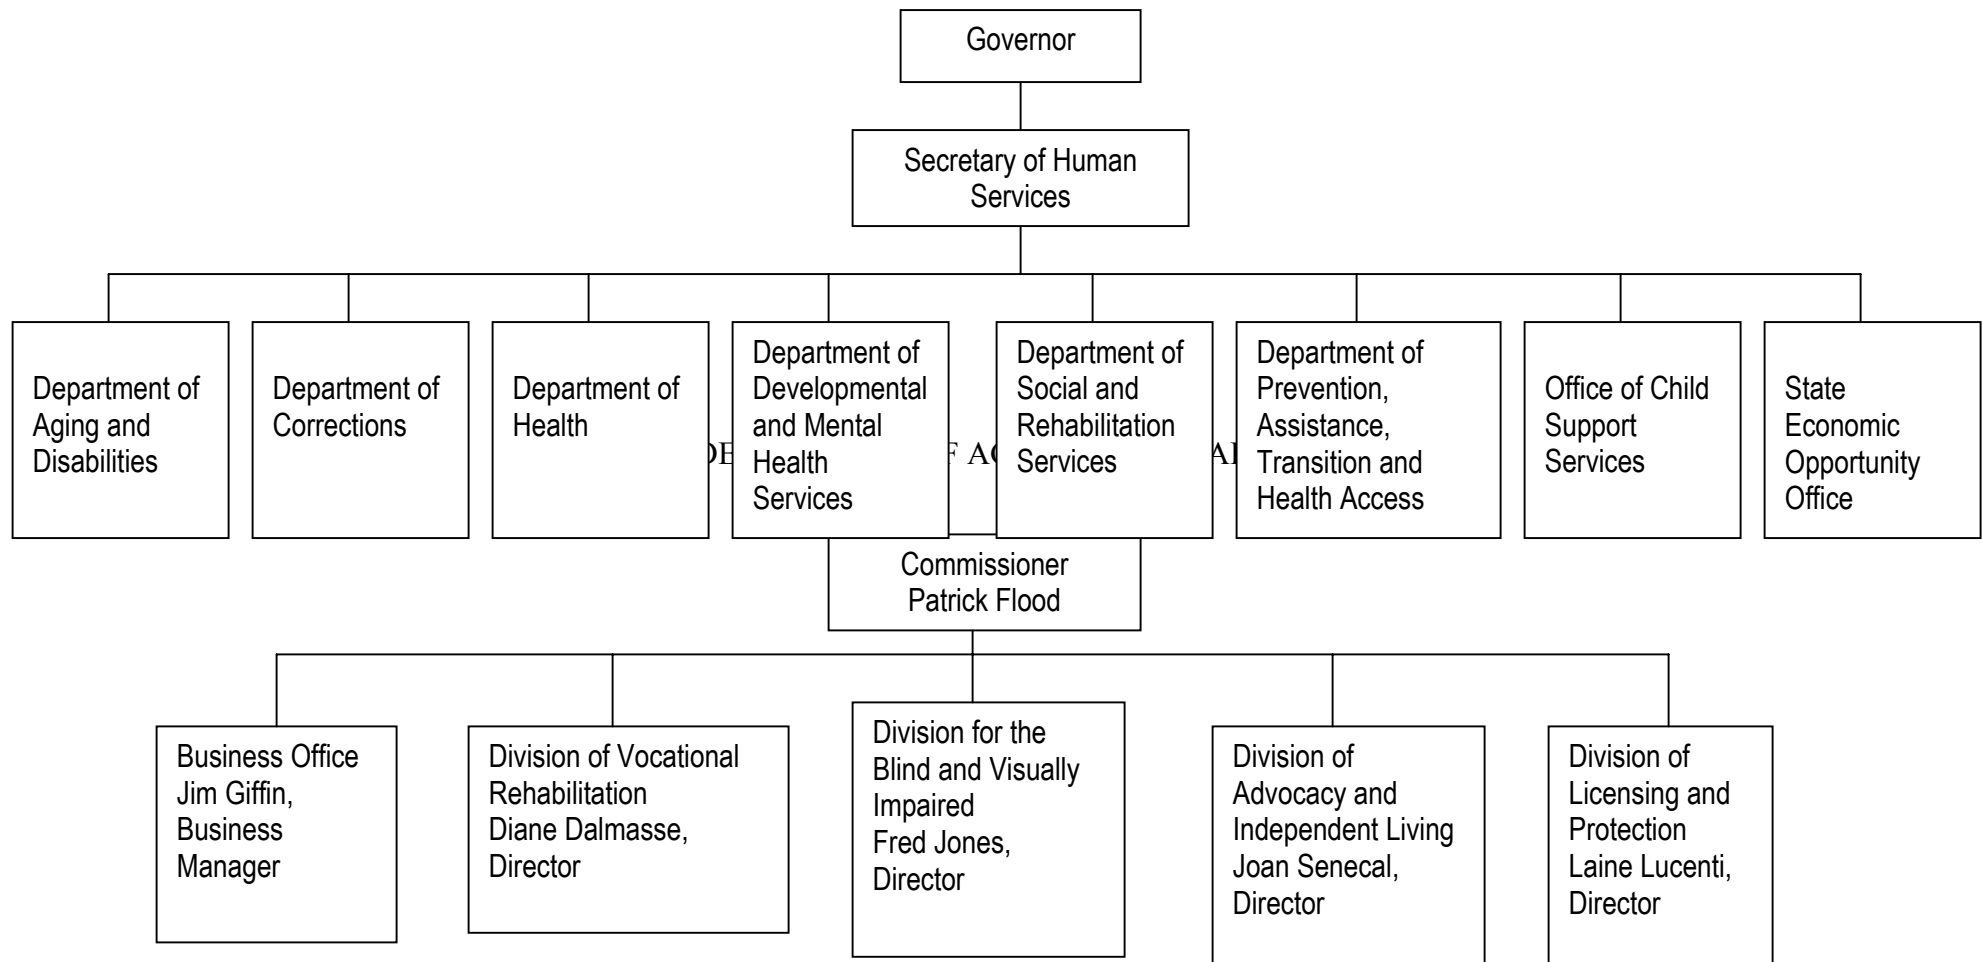 Governor
Secretary of Human
Services
Department of
Aging and
Disabilities
Department of
Corrections
Department of
Health
Department of
Developmental
and Mental
Health
Services
Department of
Social and
Rehabilitation
Services
Department of
Prevention,
Assistance,
Transition and
Health Access
Office of Child
Support
Services
State
Economic
Opportunity
Office
Commissioner
Patrick Flood
Business Office
Jim Giffin,
Business
Manager
Division of Vocational
Rehabilitation
Diane Dalmasse,
Director
Division for the
Blind and Visually
Impaired
Fred Jones,
Director
Division of
Advocacy and
Independent Living
Joan Senecal,
Director
Division of
Licensing and
Protection
Laine Lucenti,
Director